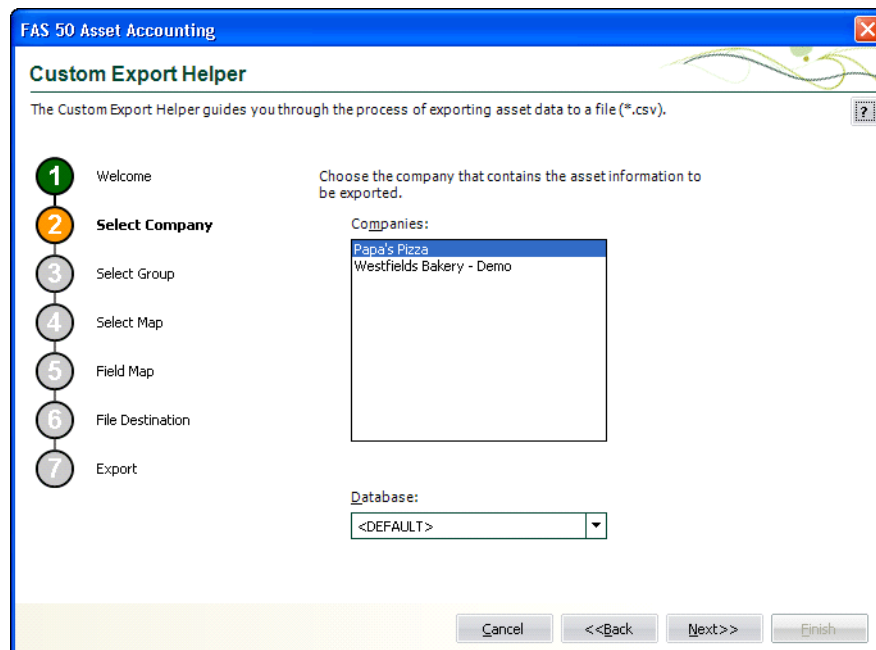 FAS 50 Asset Accounting
Custom Export Helper
The Custom Export Helper guides you through the process of exporting asset data to a file (*.csv).
?
1 Welcome
2 Select Company
3 Select Group
4 Select Map
5 Field Map
6 File Destination
7 Export
Choose the company that contains the asset information to
be exported.
Companies:
Papa's Pizza
Westfields Bakery - Demo
Database:
<DEFAULT>
Cancel
<<Back
Next>>
Finish